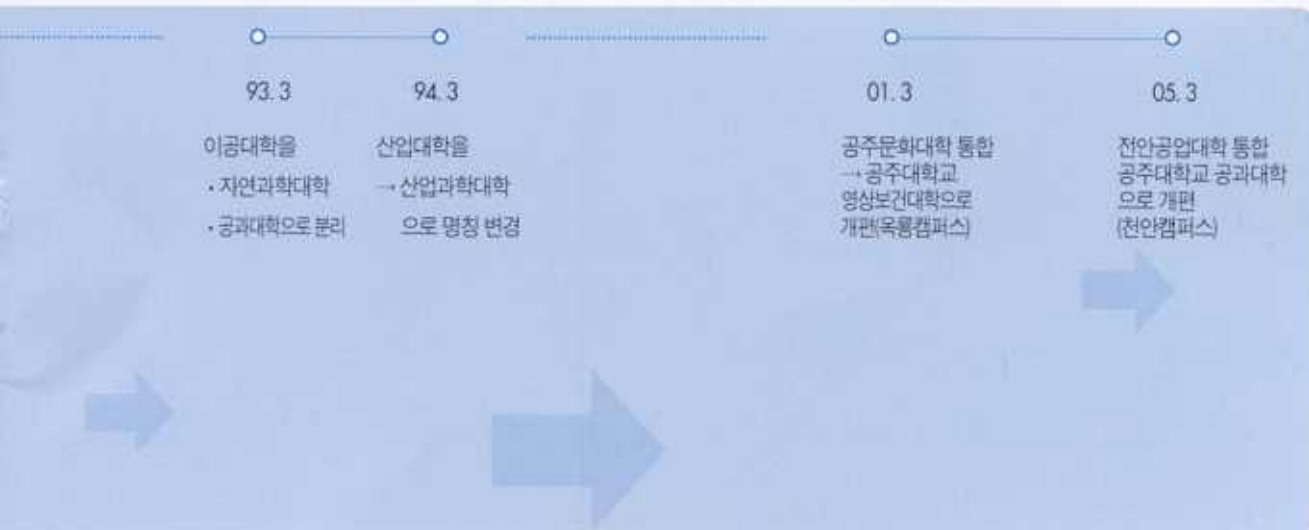 93. 3
이공대학을
• 자연과학대학
• 공과대학으로 분리
94. 3
산업대학을
→ 산업과학대학
으로 명칭 변경
01. 3
공주문화대학 통합
→ 공주대학교
영상보건대학으로
개편(옥룡캠퍼스)
05. 3
천안공업대학 통합
공주대학교 공과대학
으로 개편
(천안캠퍼스)